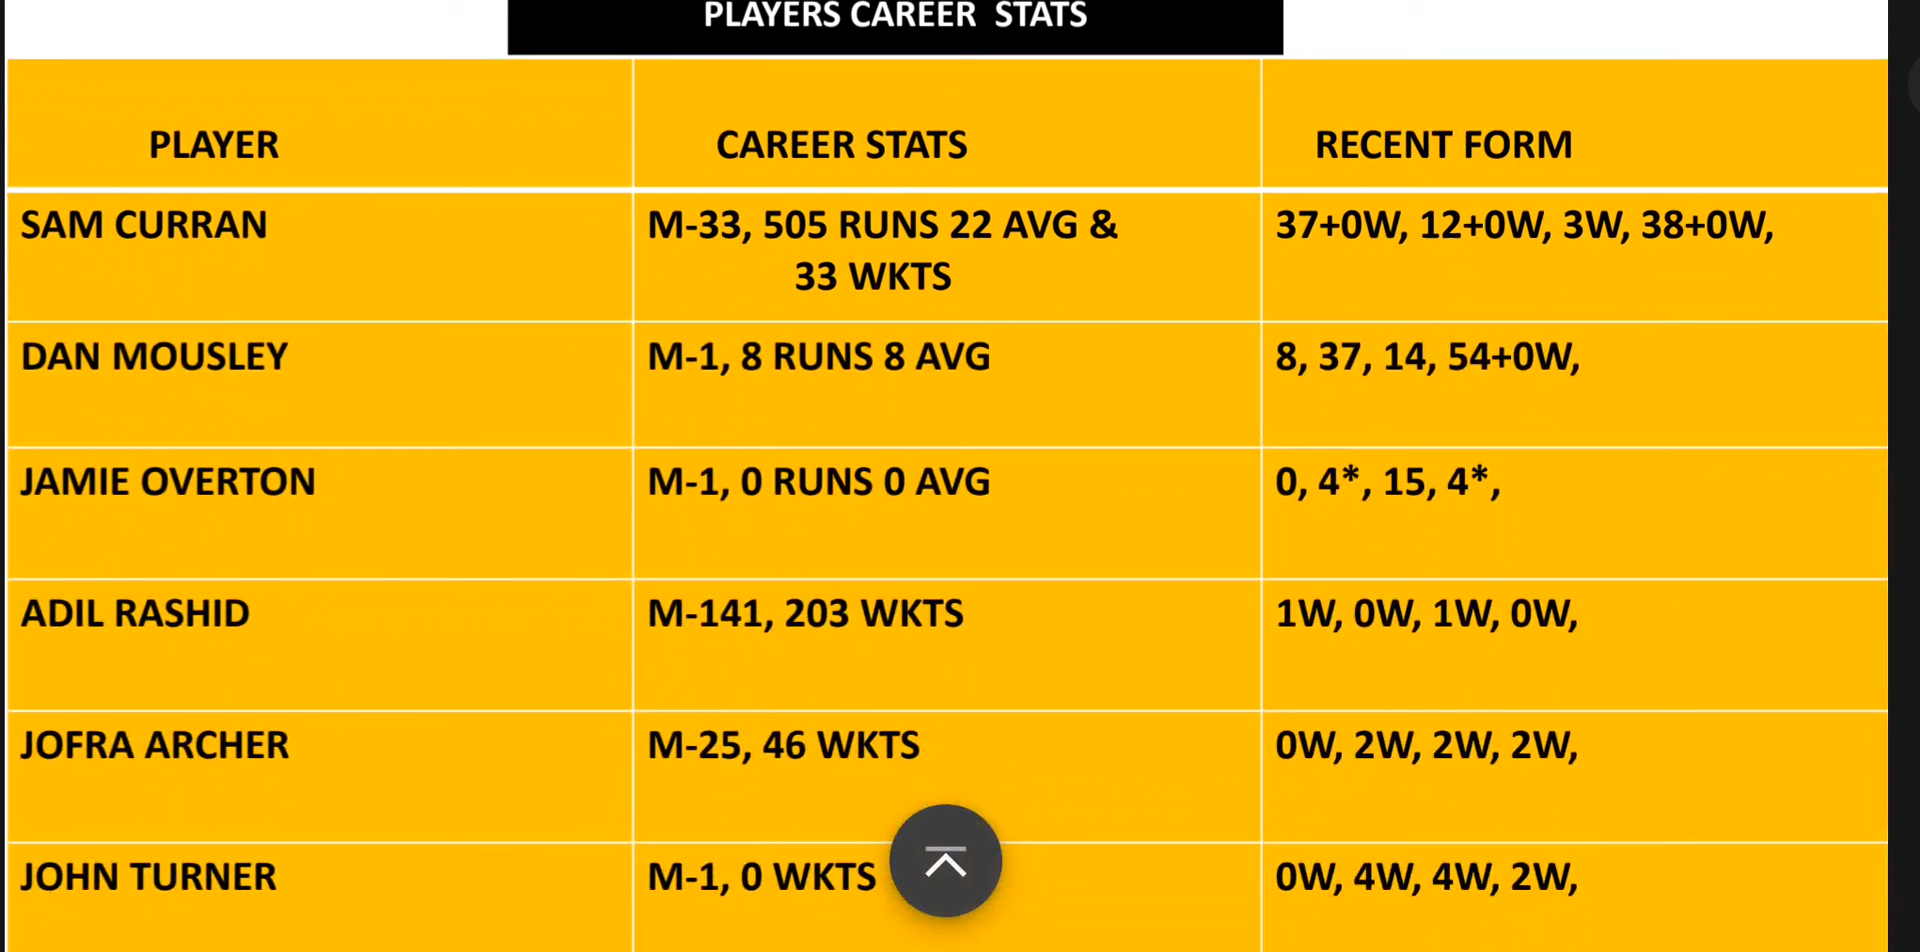 PLAYERS CAREER STATS
PLAYER CAREER STATS RECENT FORM
SAM CURRAN M-33, 505 RUNS 22 AVG & 37+0W, 12+0W, 3W, 38+0W,
33 WKTS
DAN MOUSLEY M-1, 8 RUNS 8 AVG 8, 37, 14, 54+0W,
JAMIE OVERTON M-1, 0 RUNS 0 AVG 0, 4*, 15, 4*,
ADIL RASHID M-141, 203 WKTS 1W, 0W, 1W, 0W,
JOFRA ARCHER M-25, 46 WKTS 0W, 2W, 2W, 2W,
JOHN TURNER M-1, 0 WKTS 0W, 4W, 4W, 2W,